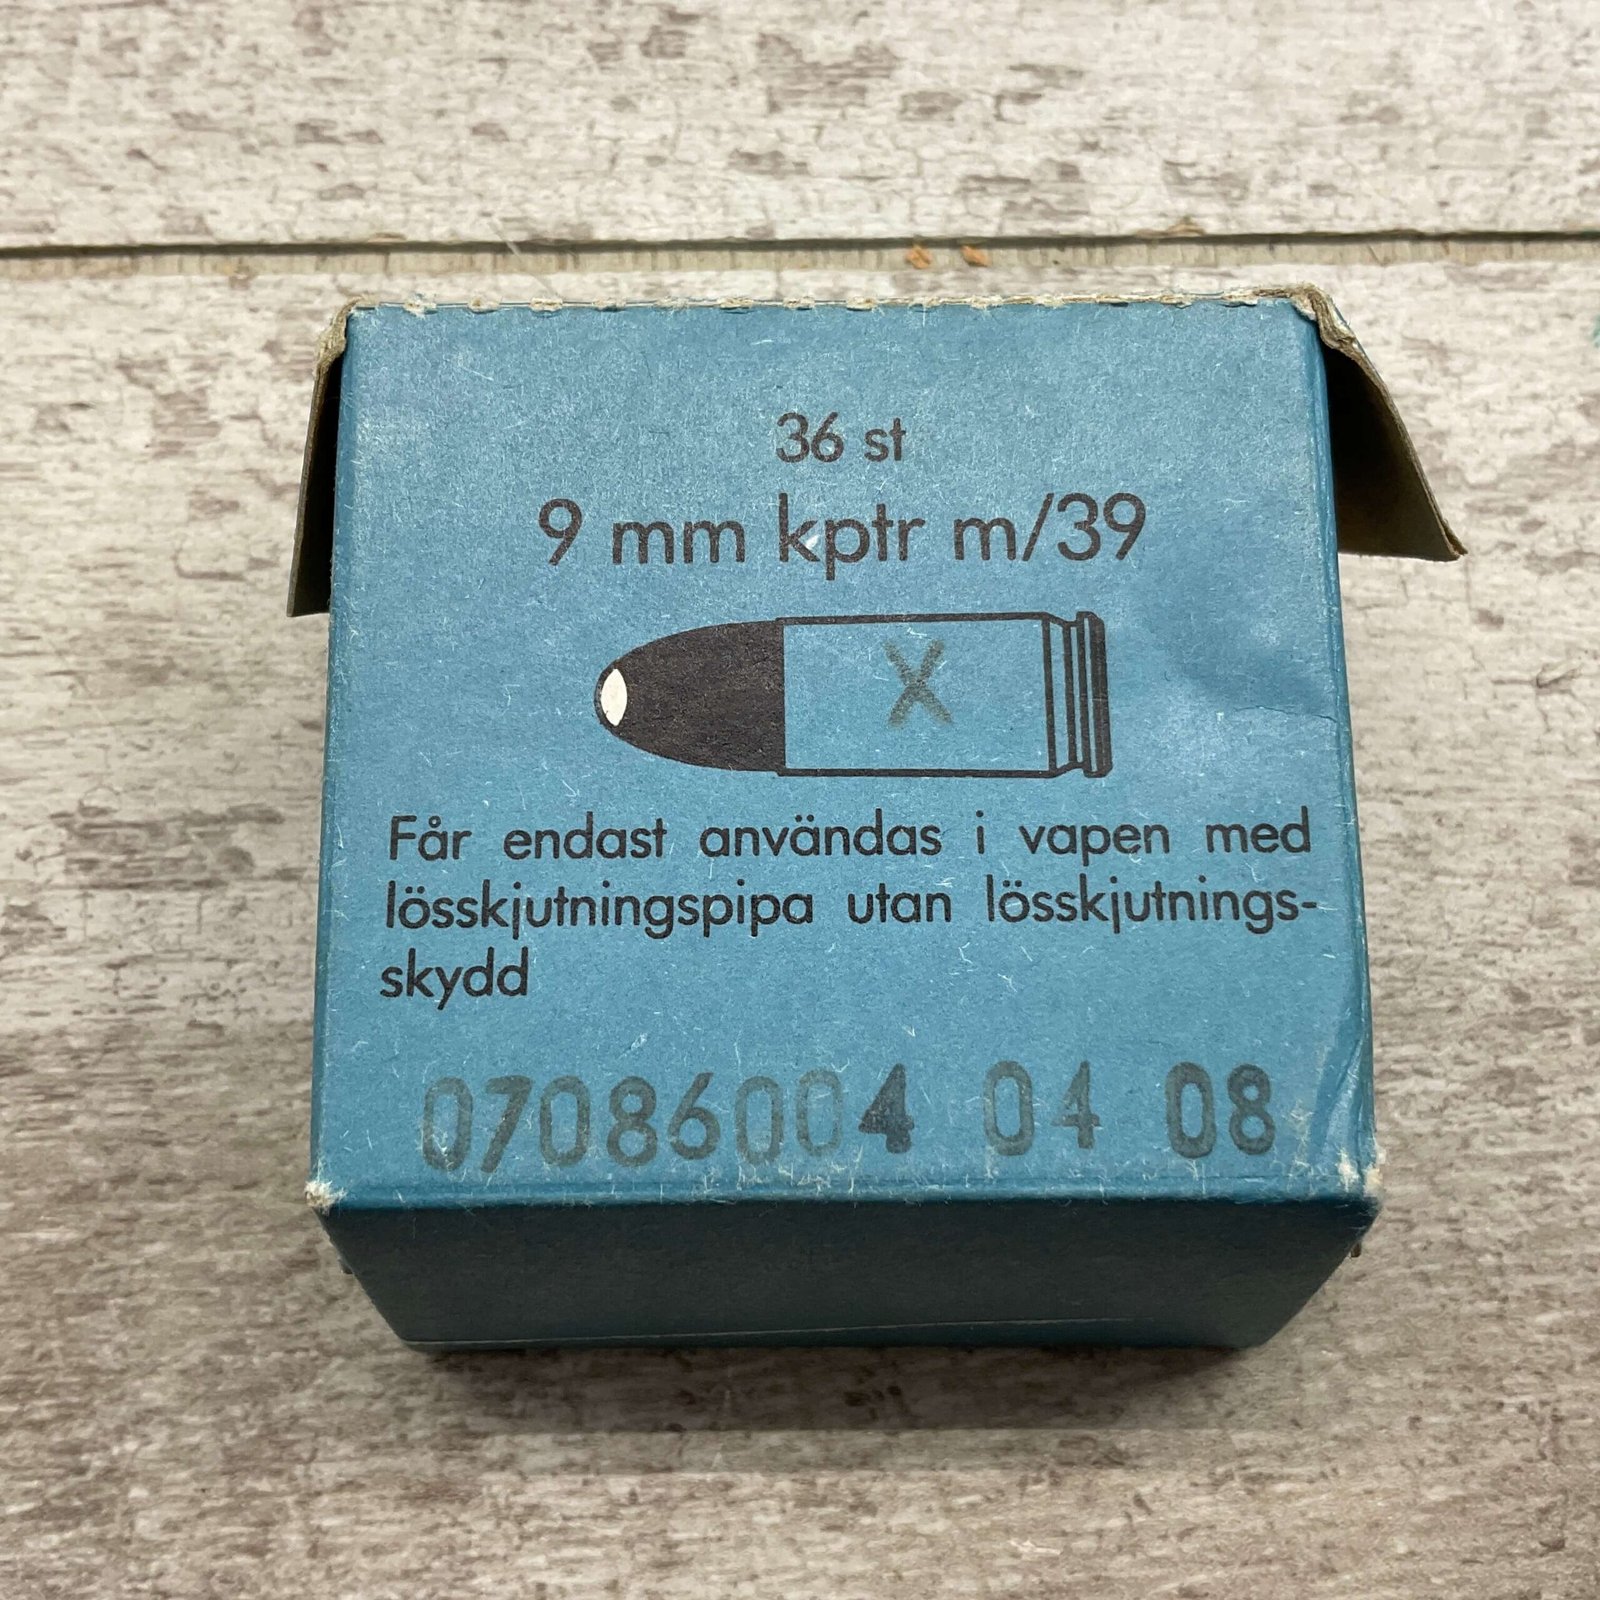 36 st
9 mm kptr m/39
X
Får endast användas i vapen med
lösskjutningspipa utan lösskjutnings-
skydd
07086004 04 08